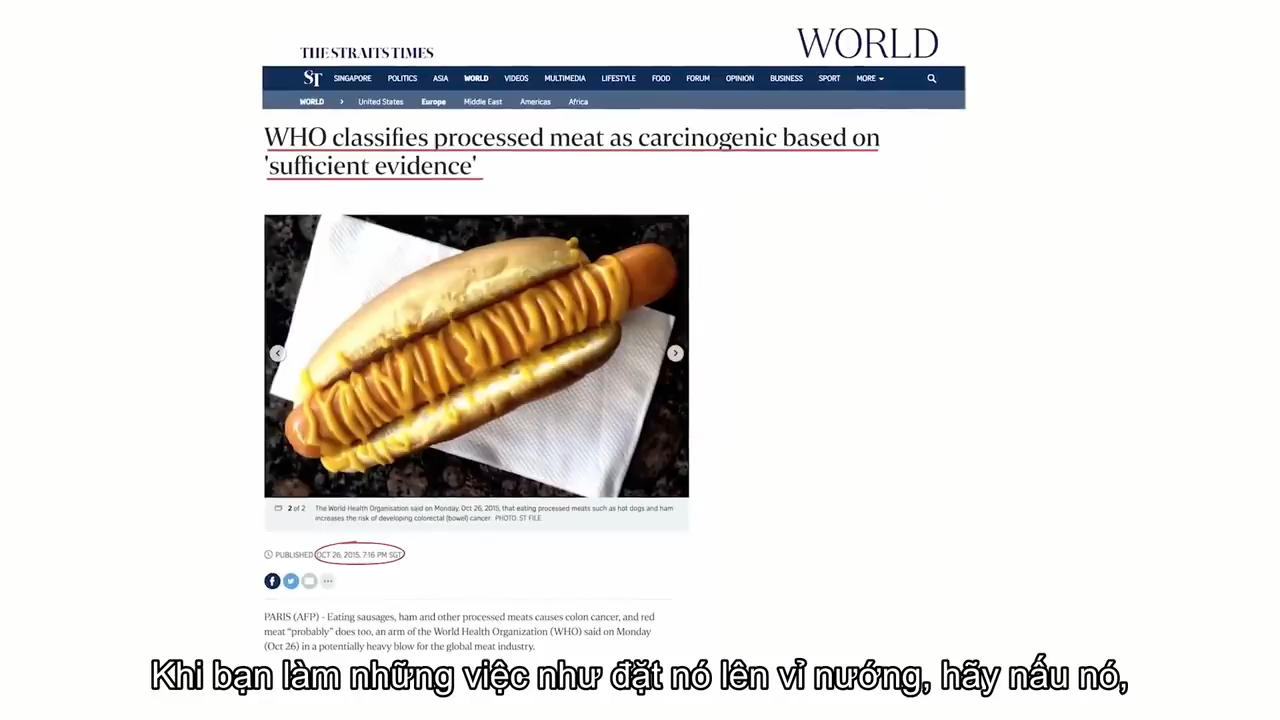 THE STRAITS TIMES
WORLD
ST SINGAPORE POLITICS ASIA WORLD VIDEOS MULTIMEDIA LIFESTYLE FOOD FORUM OPINION BUSINESS SPORT MORE
WORLD > United States Europe Middle East Americas Africa
WHO classifies processed meat as carcinogenic based on
'sufficient evidence'
2 of 2 The World Health Organisation said on Monday, Oct 26, 2015, that eating processed meats such as hot dogs and ham
increases the risk of developing colorectal (bowel) cancer. PHOTO: ST FILE
PUBLISHED OCT 26, 2015, 7:16 PM SGT
PARIS (AFP) - Eating sausages, ham and other processed meats causes colon cancer, and red
meat “probably” does too, an arm of the World Health Organization (WHO) said on Monday
(Oct 26) in a potentially heavy blow for the global meat industry.
Khi bạn làm những việc như đặt nó lên vỉ nướng, hãy nấu nó,